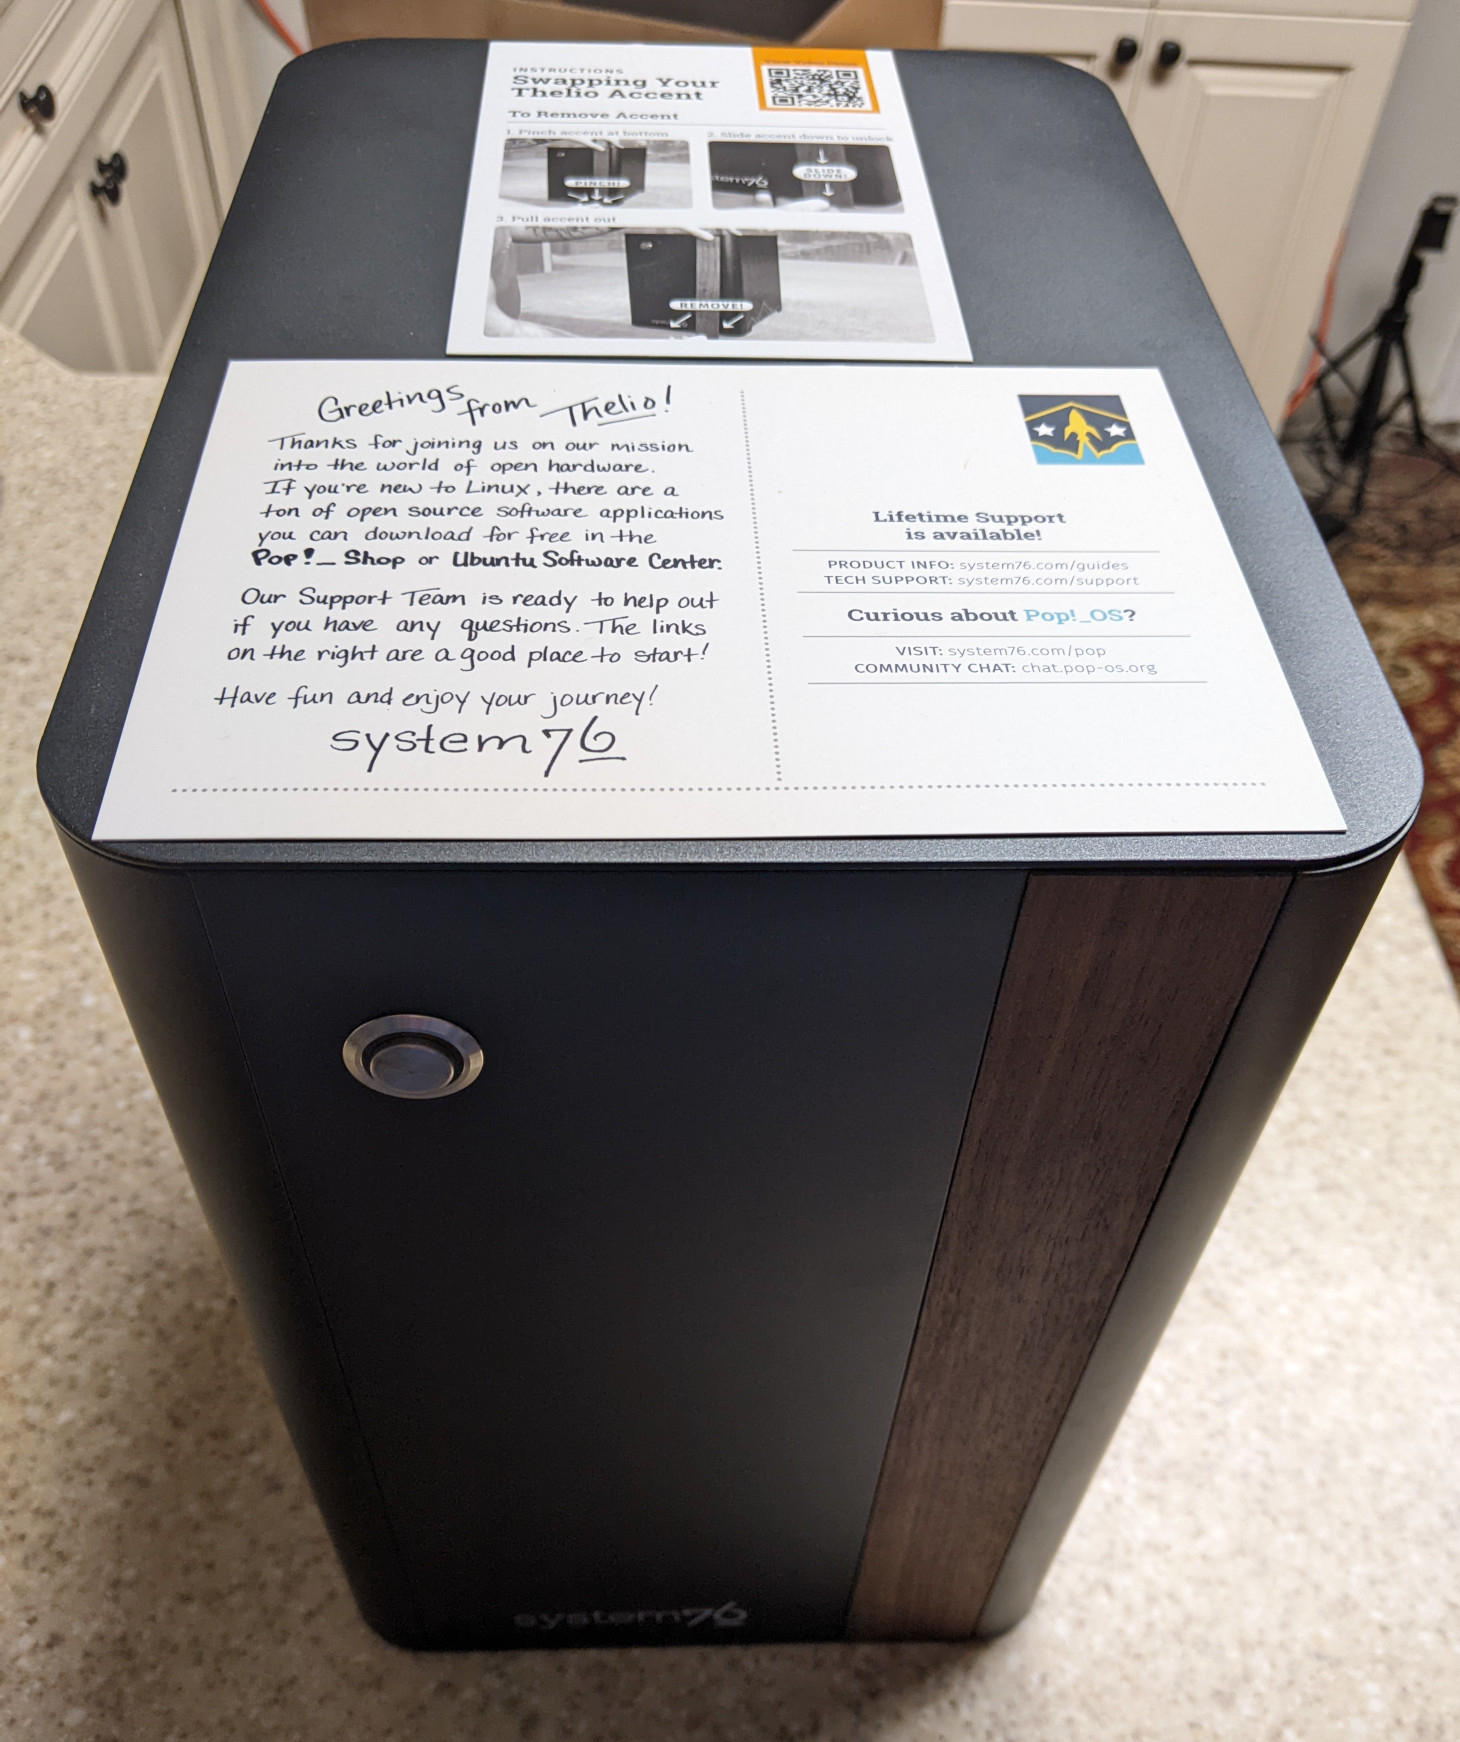 INSTRUCTIONS
Swapping Your
Thelio Accent
To Remove Accent
1. Pinch accent at bottom
PINCH!
2. Slide accent down to unlock
SLIDE
DOWN!
system76
3. Pull accent out
REMOVE!
Greetings from Thelio!
Thanks for joining us on our mission
into the world of open hardware.
If you're new to Linux, there are a
ton of open source software applications
you can download for free in the
Pop!_ Shop or Ubuntu Software Center.
Our Support Team is ready to help out
if you have any questions. The links
on the right are a good place to start!
Have fun and enjoy your journey!
system76
Lifetime Support
is available!
PRODUCT INFO: system76.com/guides
TECH SUPPORT: system76.com/support
Curious about Pop!_OS?
VISIT: system76.com/pop
COMMUNITY CHAT: chat.pop-os.org
system76